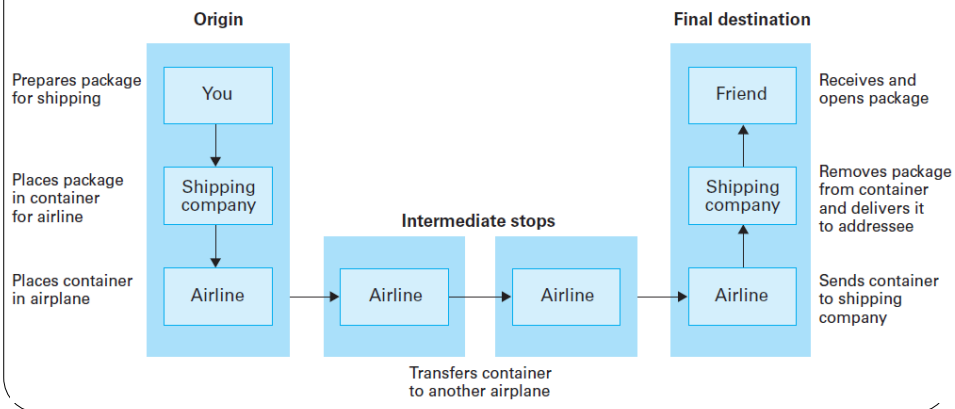 Origin
Final destination
Prepares package
for shipping
You
Friend
Receives and
opens package
Places package
in container
for airline
Shipping
company
Shipping
company
Removes package
from container
and delivers it
to addressee
Intermediate stops
Places container
in airplane
Airline
Airline
Airline
Airline
Sends container
to shipping
company
Transfers container
to another airplane